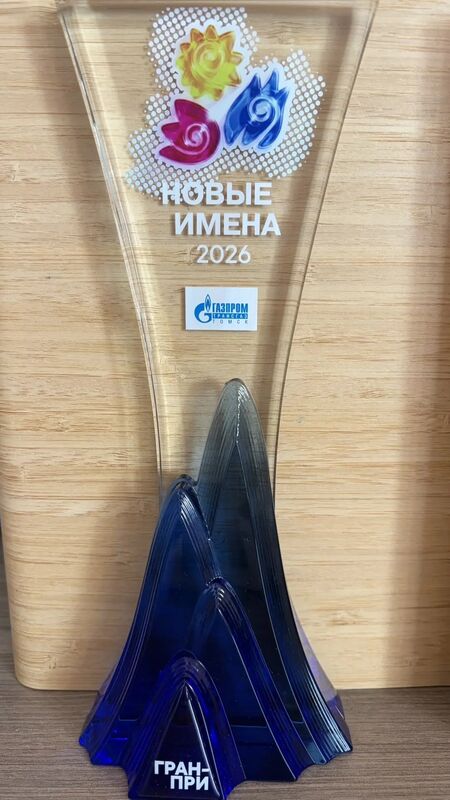 НОВЫЕ
ИМЕНА
2026
ГАЗПРОМ
ТРАНСГАЗ
ТОМСК
ГРАН-
ПРИ